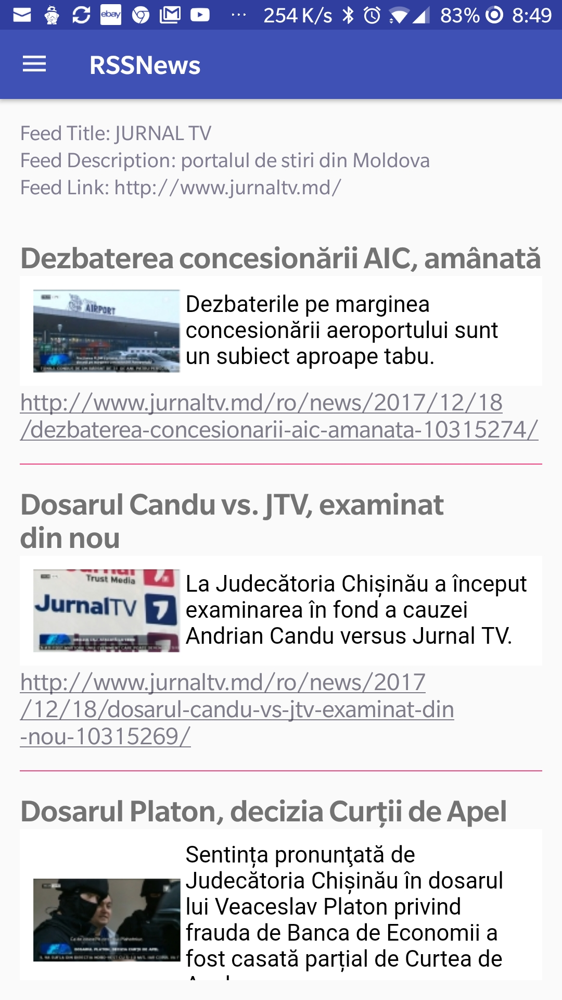 ebay
254 K/s
83%
8:49
RSSNews
Feed Title: JURNAL TV
Feed Description: portalul de stiri din Moldova
Feed Link: http://www.jurnaltv.md/
Dezbaterea concesionării AIC, amânată
AIRPORT
Dezbaterile pe marginea
concesionării aeroportului sunt
un subiect aproape tabu.
http://www.jurnaltv.md/ro/news/2017/12/18
/dezbaterea-concesionarii-aic-amanata-10315274/
Dosarul Candu vs. JTV, examinat
din nou
Trust Media
JurnalTV
La Judecătoria Chișinău a început
examinarea în fond a cauzei
Andrian Candu versus Jurnal TV.
http://www.jurnaltv.md/ro/news/2017
/12/18/dosarul-candu-vs-jtv-examinat-din
-nou-10315269/
Dosarul Platon, decizia Curții de Apel
Sentința pronunţată de
Judecătoria Chișinău în dosarul
lui Veaceslav Platon privind
frauda de Banca de Economii a
fost casată parțial de Curtea de